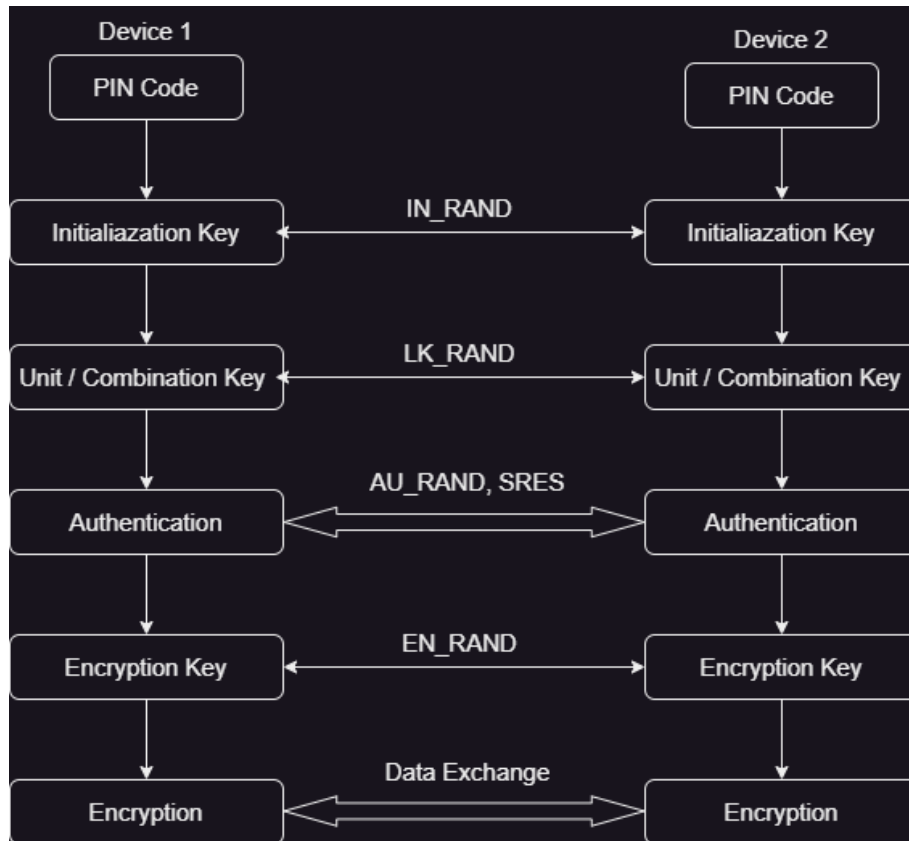 Device 1
Device 2
PIN Code
PIN Code
IN_RAND
Initialiazation Key
Initialiazation Key
LK_RAND
Unit / Combination Key
Unit / Combination Key
AU_RAND, SRES
Authentication
Authentication
EN_RAND
Encryption Key
Encryption Key
Data Exchange
Encryption
Encryption